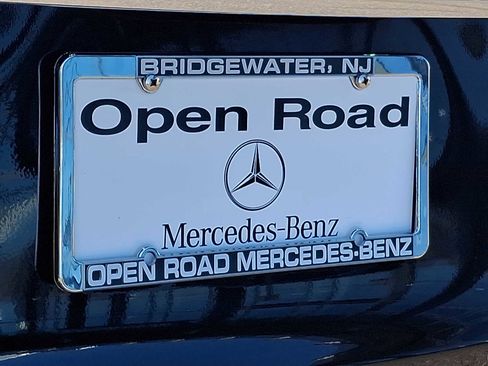 BRIDGEWATER, NJ
Open Road
Mercedes-Benz
OPEN ROAD MERCEDES-BENZ